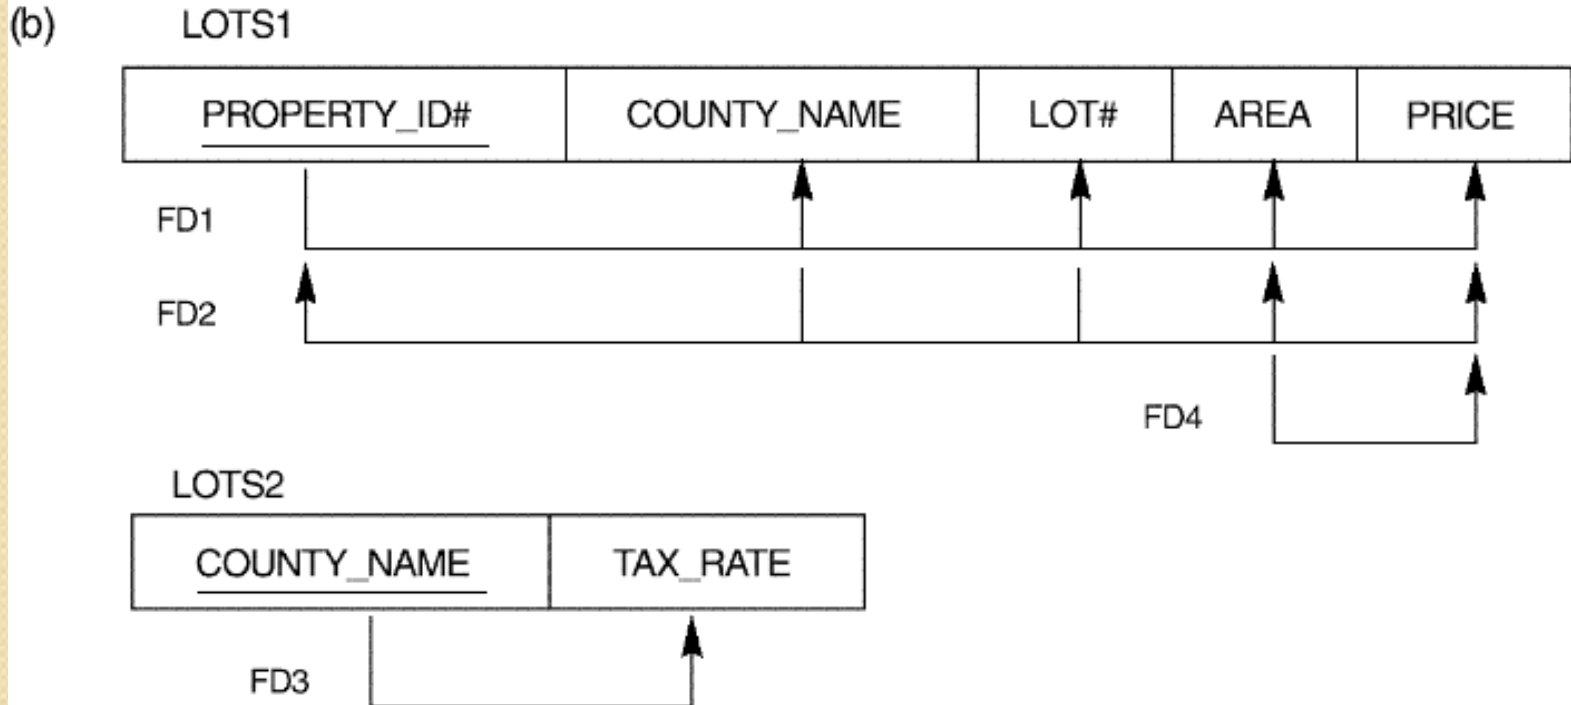 (b) LOTS1
PROPERTY_ID# COUNTY_NAME LOT# AREA PRICE
FD1
FD2
FD4
LOTS2
COUNTY_NAME TAX_RATE
FD3